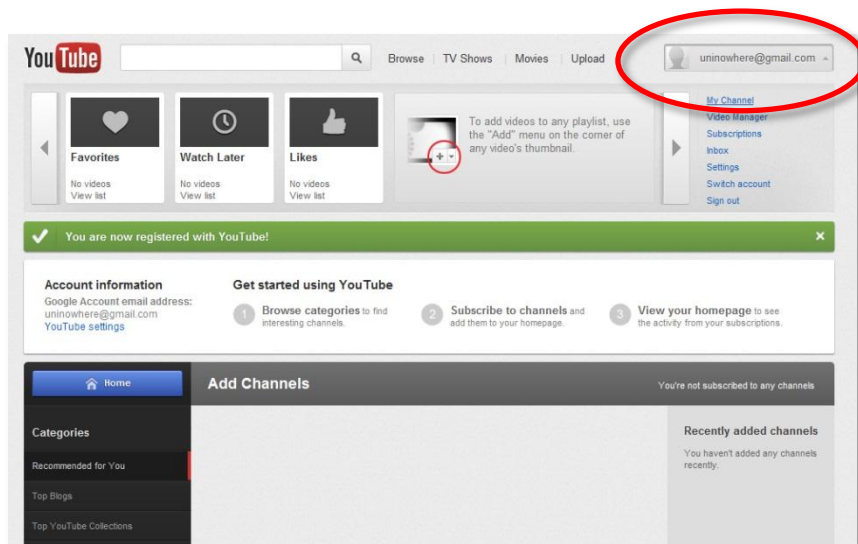 YouTube
Browse | TV Shows | Movies | Upload
uninowhere@gmail.com
Favorites
No videos
View list
Watch Later
No videos
View list
Likes
No videos
View list
To add videos to any playlist, use
the "Add" menu on the corner of
any video's thumbnail.
My Channel
Video Manager
Subscriptions
Inbox
Settings
Switch account
Sign out
You are now registered with YouTube!
Account information
Google Account email address:
uninowhere@gmail.com
YouTube settings
Get started using YouTube
1 Browse categories to find
interesting channels.
2 Subscribe to channels and
add them to your homepage.
3 View your homepage to see
the activity from your subscriptions.
Home
Add Channels
You're not subscribed to any channels
Categories
Recommended for You
Top Blogs
Top YouTube Collections
Recently added channels
You haven't added any channels
recently.